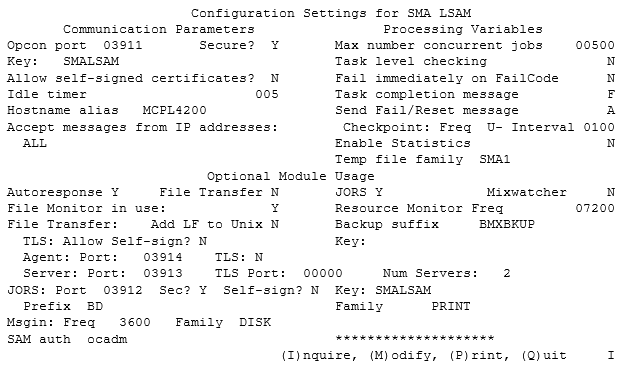 Configuration Settings for SMA LSAM
Communication Parameters Processing Variables
Opcon port 03911 Secure? Y Max number concurrent jobs 00500
Key: SMALSAM Task level checking N
Allow self-signed certificates? N Fail immediately on FailCode N
Idle timer 005 Task completion message F
Hostname alias MCPL4200 Send Fail/Reset message A
Accept messages from IP addresses: Checkpoint: Freq U- Interval 0100
ALL Enable Statistics N
Temp file family SMA1
Optional Module Usage
Autoresponse Y File Transfer N JORS Y Mixwatcher N
File Monitor in use: Y Resource Monitor Freq 07200
File Transfer: Add LF to Unix N Backup suffix BMXBKUP
TLS: Allow Self-sign? N Key:
Agent: Port: 03914 TLS: N
Server: Port: 03913 TLS Port: 00000 Num Servers: 2
JORS: Port 03912 Sec? Y Self-sign? N Key: SMALSAM
Prefix BD Family PRINT
Msgin: Freq 3600 Family DISK
SAM auth ocadm ********************
(I)nquire, (M)odify, (P)rint, (Q)uit I